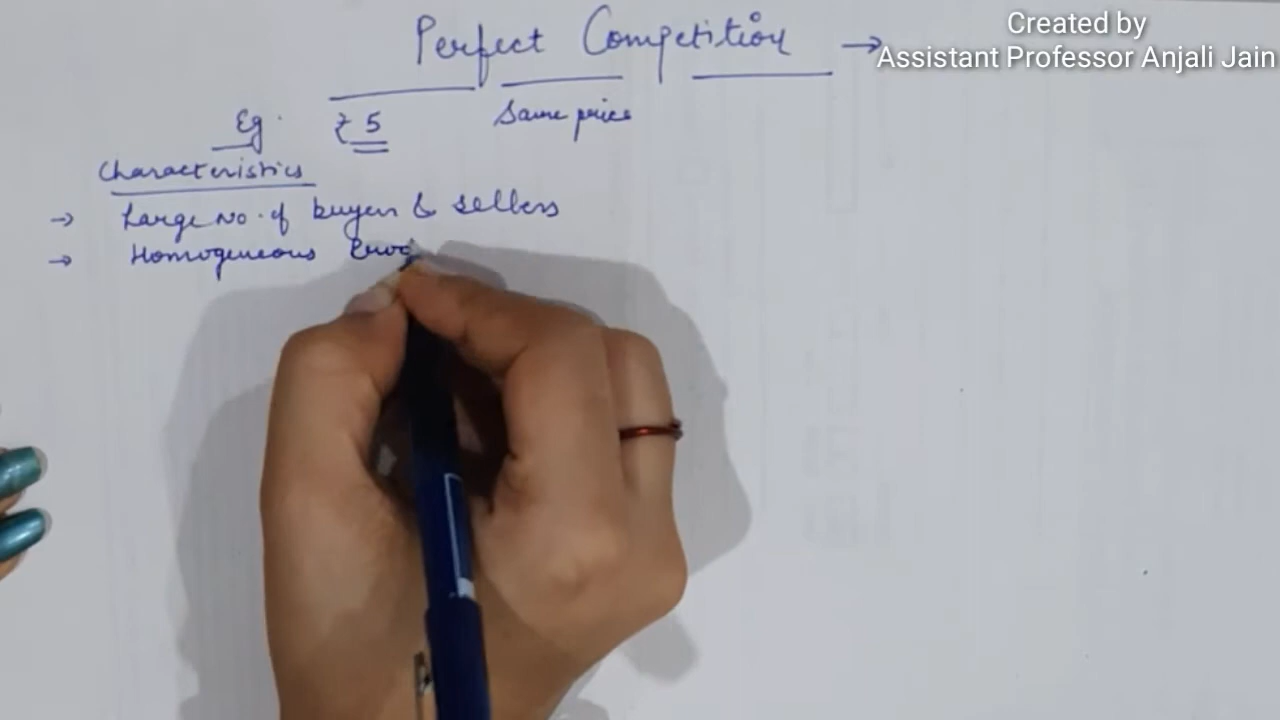 Created by
Assistant Professor Anjali Jain
Perfect Competition →
Eg. ₹ 5 Same price
Characteristics
→ Large No. of buyers & sellers
→ Homogeneous Prod